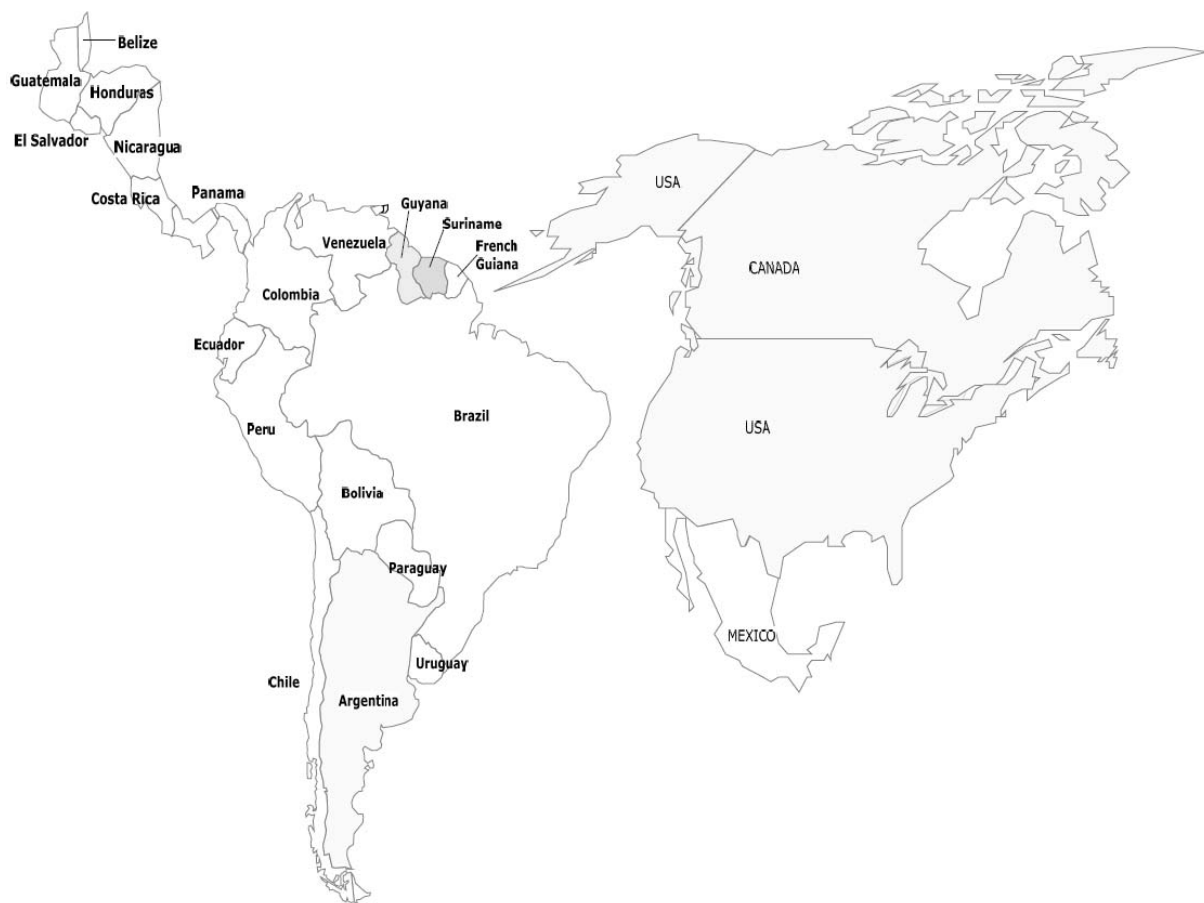 Belize
Guatemala
Honduras
El Salvador
Nicaragua
Costa Rica
Panama
Guyana
Suriname
Venezuela
French
Guiana
Colombia
Ecuador
Brazil
Peru
Bolivia
Paraguay
Uruguay
Chile
Argentina
USA
CANADA
USA
MEXICO